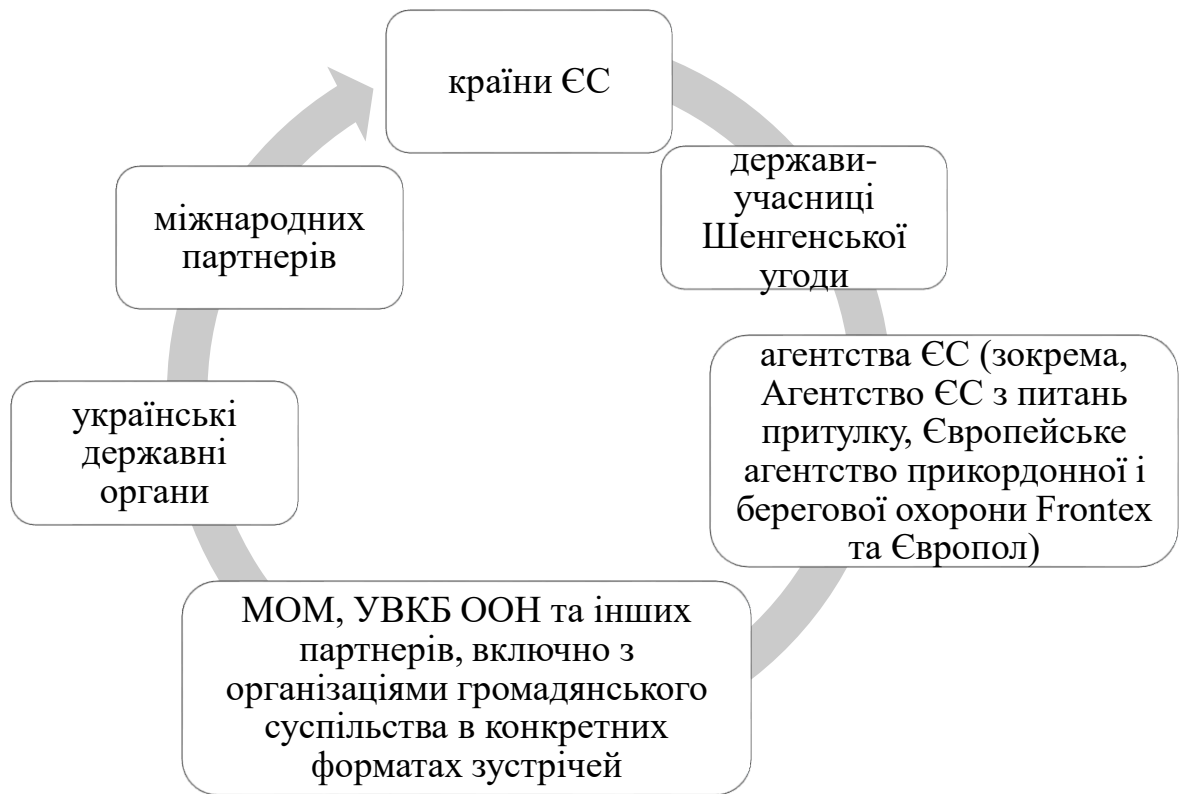 країни ЄС
держави-
учасниці
Шенгенської
угоди
агентства ЄС (зокрема,
Агентство ЄС з питань
притулку, Європейське
агентство прикордонної і
берегової охорони Frontex
та Європол)
МОМ, УВКБ ООН та інших
партнерів, включно з
організаціями громадянського
суспільства в конкретних
форматах зустрічей
українські
державні
органи
міжнародних
партнерів